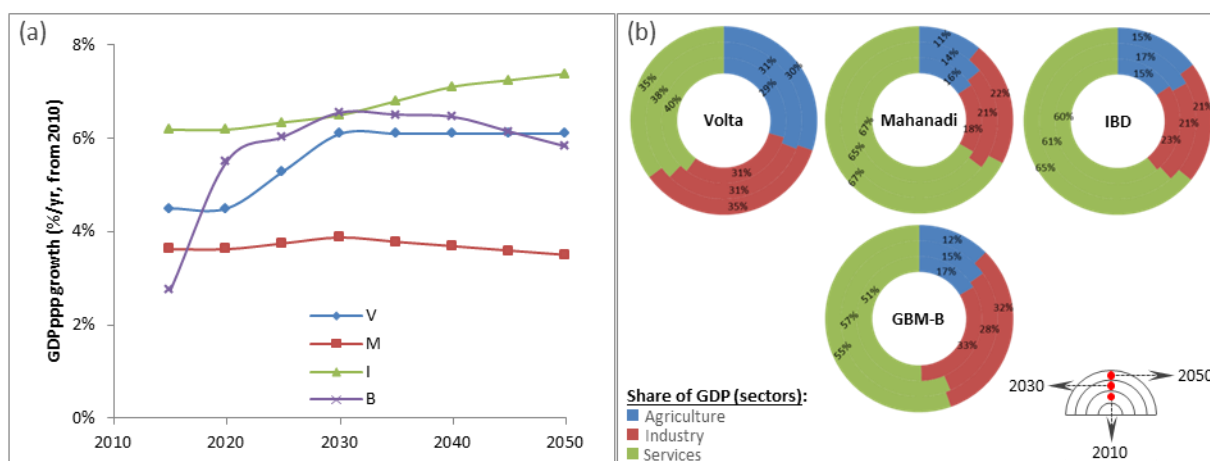 (a)
8%
6%
4%
2%
0%
GDPppp growth (%/yr, from 2010)
2010 2020 2030 2040 2050
V
M
I
B
(b)
31% 30%
29%
35%
38%
40%
Volta
31%
31%
35%
11%
14%
16%
22%
21%
18%
Mahanadi
67%
65%
67%
15%
17%
15%
21%
21%
23%
IBD
60%
61%
65%
12%
15%
17%
32%
28%
33%
GBM-B
51%
57%
55%
Share of GDP (sectors):
Agriculture
Industry
Services
2030 2050
2010